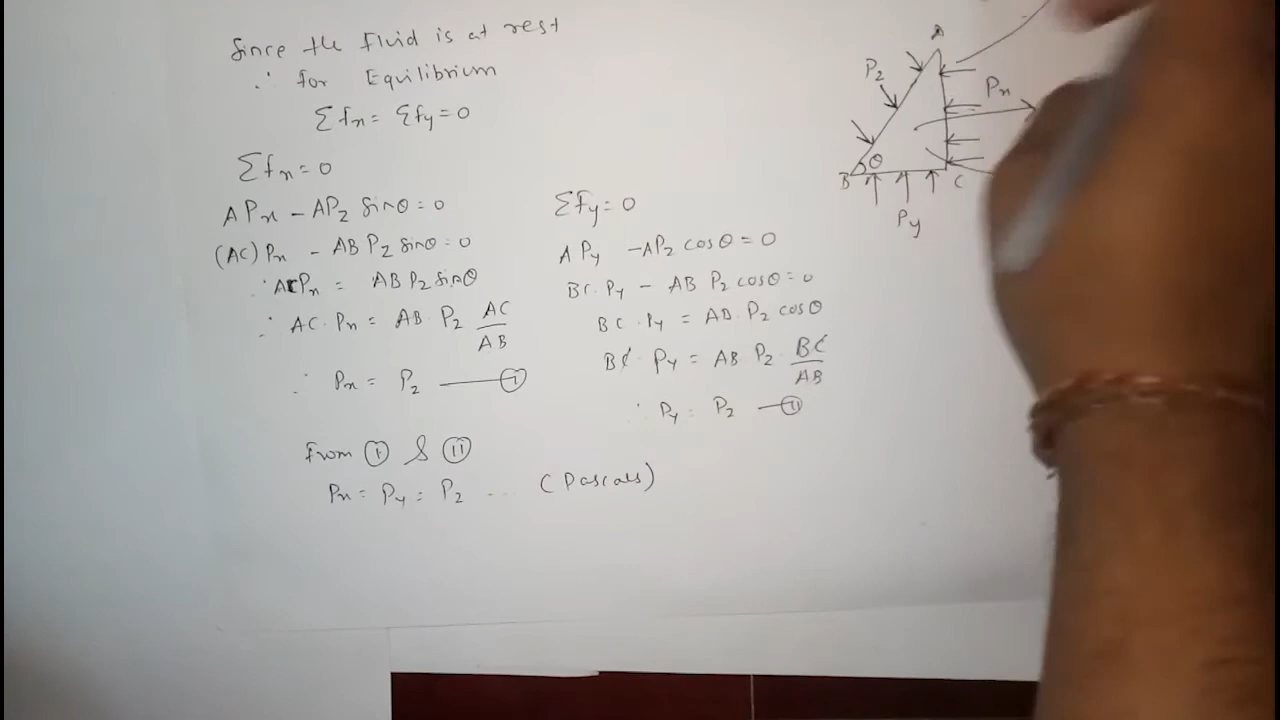 Since the fluid is at rest
∴ for Equilibrium
Σfx = Σfy = 0
Σfx = 0
APx - AP2 sinθ = 0
(AC) Px - AB P2 sinθ = 0
∴ ACPx = AB P2 sinθ
∴ AC. Px = AB. P2 AC/AB
∴ Px = P2 — (I)
ΣFy = 0
A Py - AP2 cosθ = 0
BC. Py - AB P2 cosθ = 0
BC. Py = AB. P2 cosθ
BC. Py = AB P2. BC/AB
∴ Py = P2 — (II)
From (I) & (II)
Px = Py = P2 ... (Pascals)
A
P2
Px
θ
B
C
Py